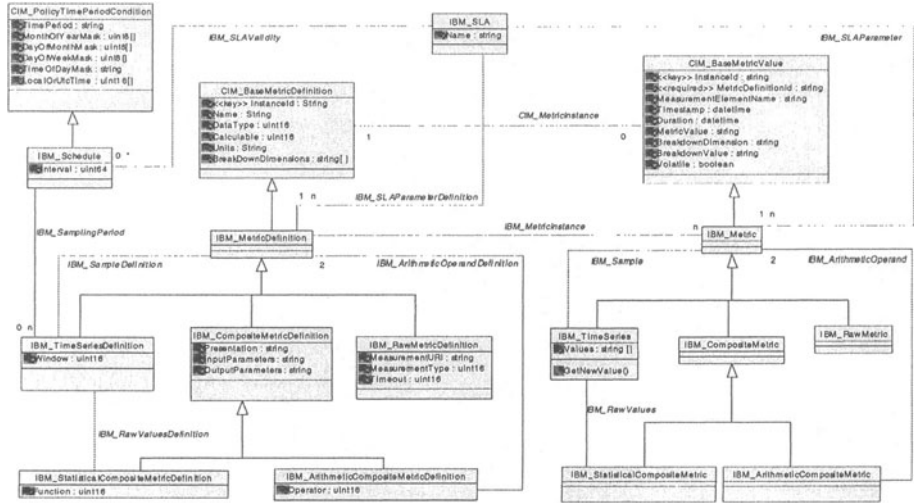 CIM_PolicyTimePeriodCondition
TimePeriod : string
MonthOfYearMask : uint8[]
DayOfMonthMask : uint8[]
DayOfWeekMask : uint8[]
TimeOfDayMask : string
LocalOrUtcTime : uint16[]
IBM_SLA
Name : string
IBM_SLAValidity
IBM_SLAParameter
CIM_BaseMetricDefinition
<<key>> InstanceId : String
Name : String
DataType : uint16
Calculable : uint16
Units : String
BreakDownDimensions : string[ ]
1
CIM_MetricInstance
0
CIM_BaseMetricValue
<<key>> InstanceId : string
<<required>> MetricDefinitionId : string
MeasurementElementName : string
Timestamp : datetime
Duration : datetime
MetricValue : string
BreakdownDimension : string
BreakdownValue : string
Volatile : boolean
IBM_Schedule
Interval : uint64
0 *
IBM_SLAParameterDefinition
1 n
1 n
IBM_SamplingPeriod
IBM_MetricDefinition
IBM_MetricInstance
n
IBM_Metric
IBM_SampleDefinition
2
IBM_ArithmeticOperandDefinition
IBM_Sample
2
IBM_ArithmeticOperand
0 n
IBM_TimeSeriesDefinition
Window : uint16
IBM_CompositeMetricDefinition
Presentation : string
InputParameters : string
OutputParameters : string
IBM_RawMetricDefinition
MeasurementURI : string
MeasurementType : uint16
Timeout : uint16
IBM_TimeSeries
Values : string []
GetNewValue()
IBM_CompositeMetric
IBM_RawMetric
IBM_RawValuesDefinition
IBM_RawValues
IBM_StatisticalCompositeMetricDefinition
Function : uint16
IBM_ArithmeticCompositeMetricDefinition
Operator : uint16
IBM_StatisticalCompositeMetric
IBM_ArithmeticCompositeMetric